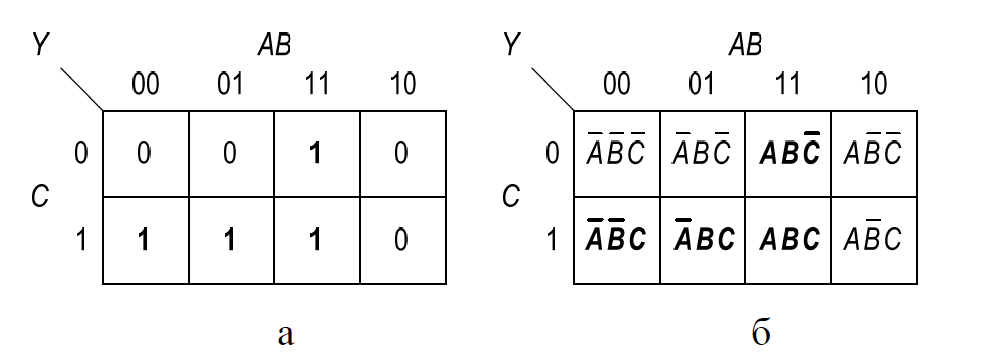 Y AB Y AB
00 01 11 10 00 01 11 10
0 0 0 1 0 0 A̅B̅C̅ A̅BC̅ ABC̅ AB̅C̅
C C
1 1 1 1 0 1 A̅B̅C A̅BC ABC AB̅C
а б